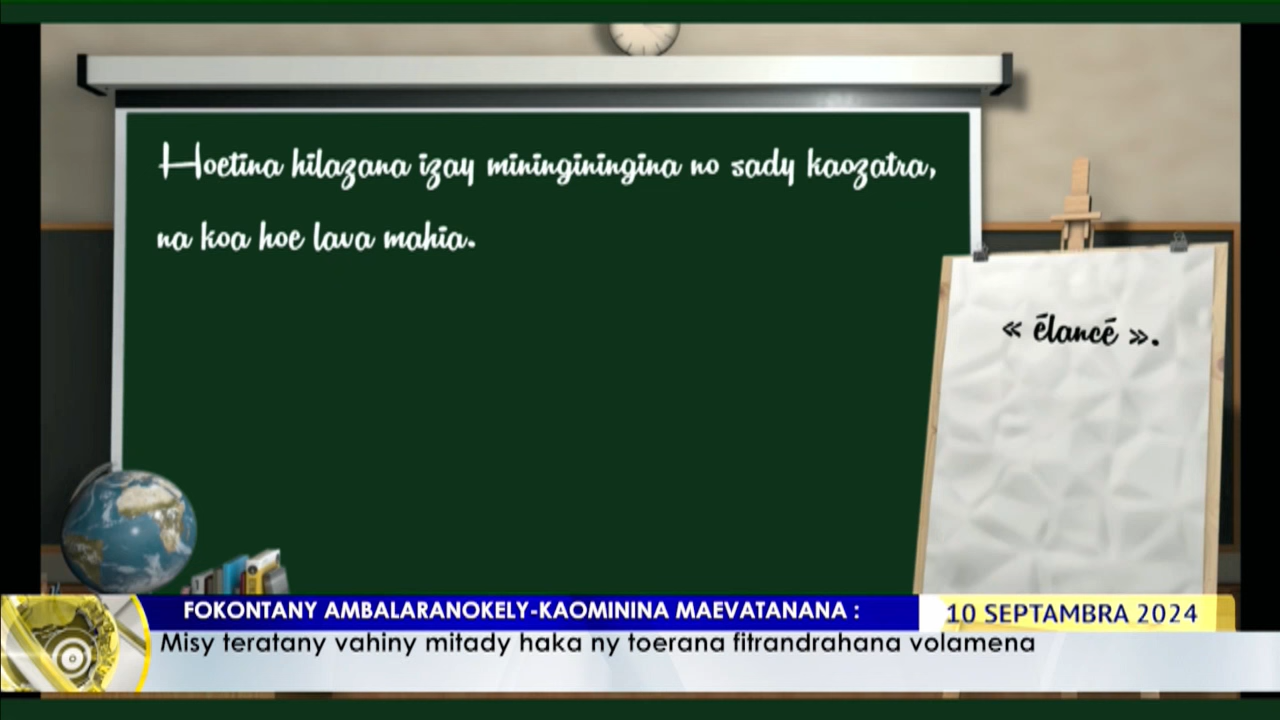 Hoetina hilazana izay mininginingina no sady kaozatra,
na koa hoe lava mahia.
« élancé ».
FOKONTANY AMBALARANOKELY-KAOMININA MAEVATANANA :
10 SEPTAMBRA 2024
Misy teratany vahiny mitady haka ny toerana fitrandrahana volamena